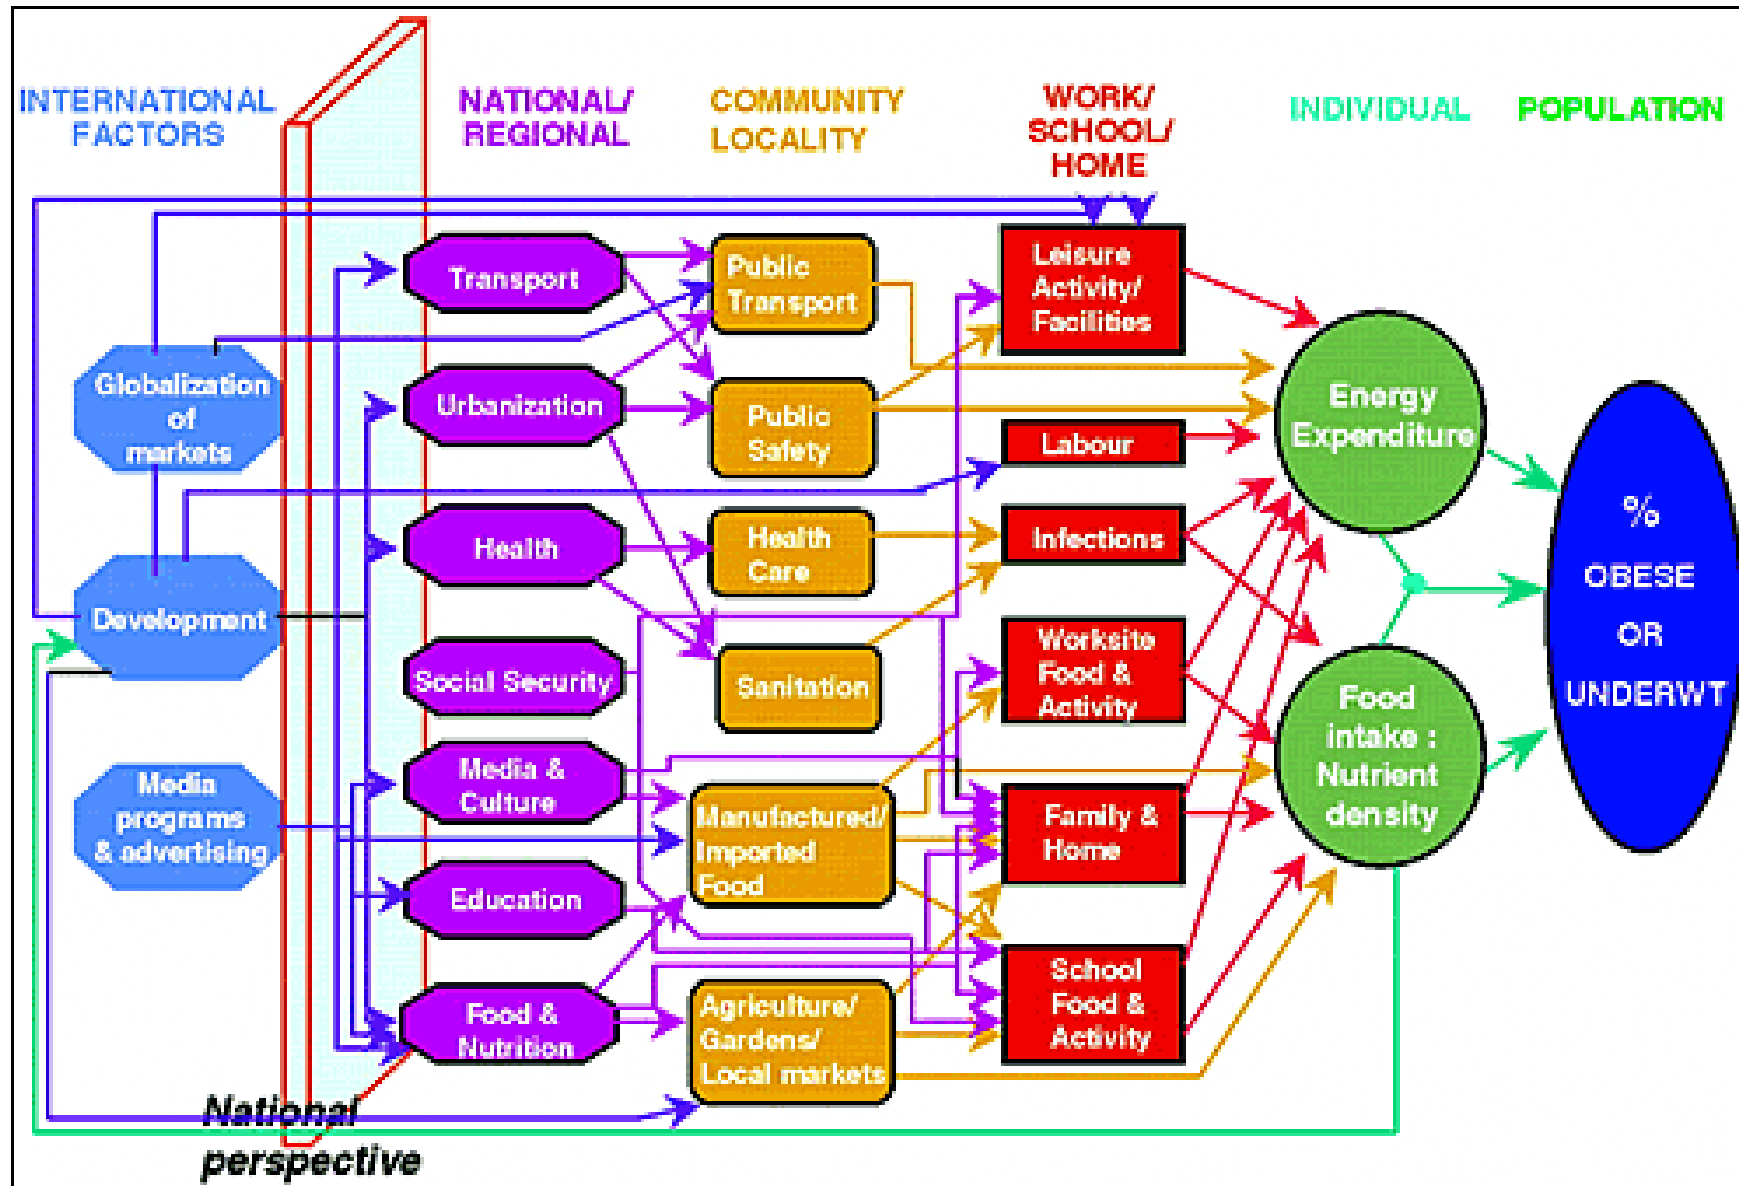 INTERNATIONAL
FACTORS
NATIONAL/
REGIONAL
COMMUNITY
LOCALITY
WORK/
SCHOOL/
HOME
INDIVIDUAL
POPULATION
Globalization
of
markets
Development
Media
programs
& advertising
Transport
Urbanization
Health
Social Security
Media &
Culture
Education
Food &
Nutrition
Public
Transport
Public
Safety
Health
Care
Sanitation
Manufactured/
Imported
Food
Agriculture/
Gardens/
Local markets
Leisure
Activity/
Facilities
Labour
Infections
Worksite
Food &
Activity
Family &
Home
School
Food &
Activity
Energy
Expenditure
Food
intake :
Nutrient
density
%
OBESE
OR
UNDERWT
National
perspective